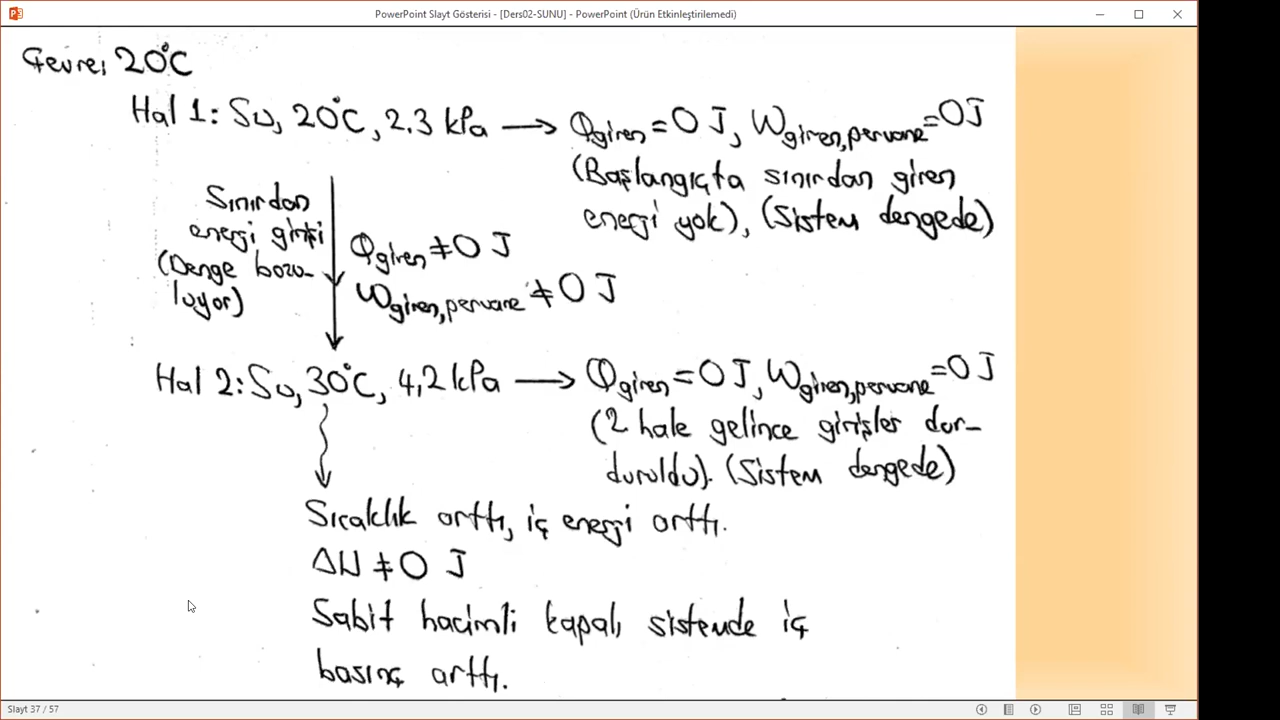 PowerPoint Slayt Gösterisi - [Ders02-SUNU] - PowerPoint (Ürün Etkinleştirilemedi)
Çevre, 20°C
Hal 1: Su, 20°C, 2.3 kPa → Qgiren = 0 J, Wgiren,pervane = 0 J
(Başlangıçta sınırdan giren
enerji yok), (Sistem dengede)
Sınırdan
enerji girişi
(Denge bozu-
luyor)
Qgiren ≠ 0 J
Wgiren,pervane ≠ 0 J
Hal 2: Su, 30°C, 4,2 kPa → Qgiren = 0 J, Wgiren,pervane = 0 J
(2 hale gelince girişler dur-
duruldu). (Sistem dengede)
Sıcaklık arttı, iç enerji arttı.
ΔU ≠ 0 J
Sabit hacimli kapalı sistemde iç
basınç arttı.
Slayt 37 / 57